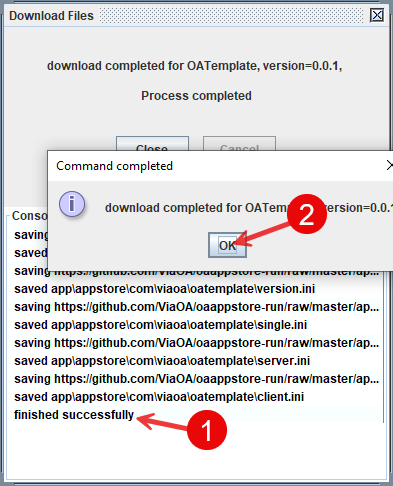 Download Files
download completed for OATemplate, version=0.0.1,
Process completed
Close Cancel
Command completed
download completed for OATem version=0.0.1
2
OK
Conso
saving
saved
saving https://github.com/ViaOA/oaappstore-run/raw/master/ap...
saved app\appstore\com\viaoa\oatemplate\version.ini
saving https://github.com/ViaOA/oaappstore-run/raw/master/ap...
saved app\appstore\com\viaoa\oatemplate\single.ini
saving https://github.com/ViaOA/oaappstore-run/raw/master/ap...
saved app\appstore\com\viaoa\oatemplate\server.ini
saving https://github.com/ViaOA/oaappstore-run/raw/master/ap...
saved app\appstore\com\viaoa\oatemplate\client.ini
finished successfully
1